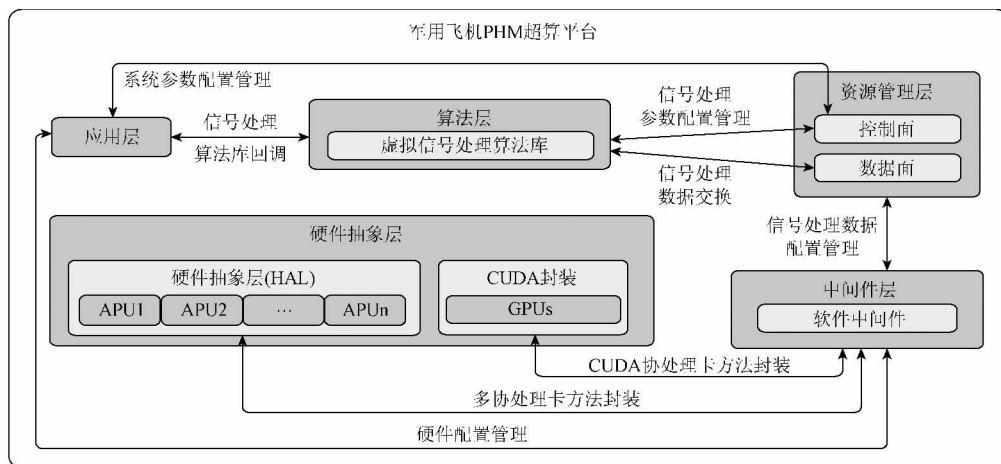 军用飞机PHM超算平台
系统参数配置管理
应用层
信号处理
算法库回调
算法层
虚拟信号处理算法库
信号处理
参数配置管理
信号处理
数据交换
资源管理层
控制面
数据面
信号处理数据
配置管理
硬件抽象层
硬件抽象层(HAL)
APU1
APU2
…
APUn
CUDA封装
GPUs
中间件层
软件中间件
CUDA协处理卡方法封装
多协处理卡方法封装
硬件配置管理